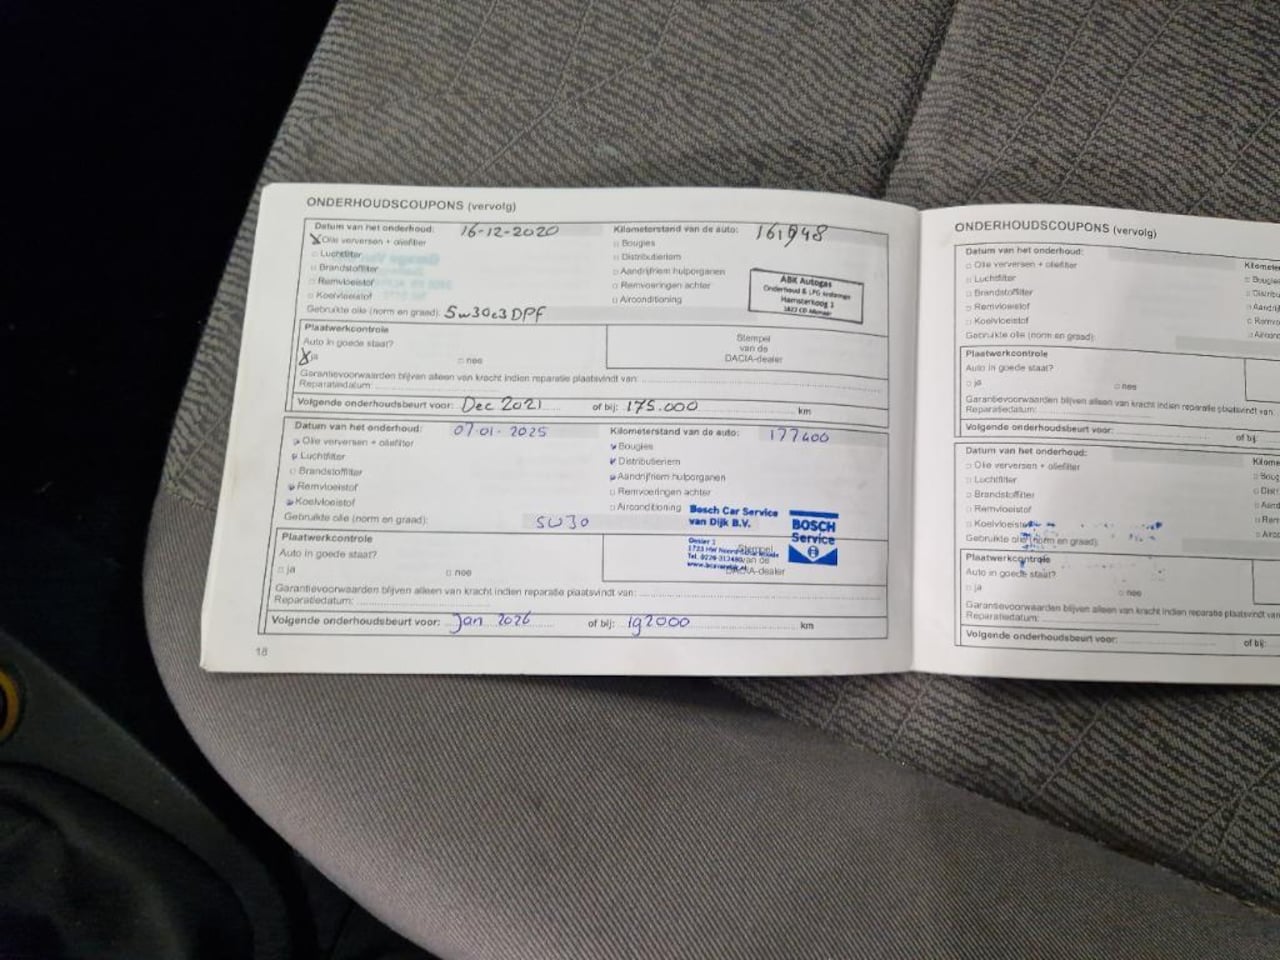 ONDERHOUDSCOUPONS (vervolg)
Datum van het onderhoud: 16-12-2020 Kilometerstand van de auto: 161948
Olie verversen + oliefilter Bougies
Luchtfilter Distributieriem
Brandstoffilter Aandrijfriem hulporganen
Remvloeistof Remvoeringen achter
Koelvloeistof Airconditioning
ABK Autogas
Onderhoud & LPG
Hamsterkoog 1
Gebruikte olie (norm en graad): 5w30c3 DPF
Plaatwerkcontrole
Auto in goede staat?
ja nee
Stempel
van de
DACIA-dealer
Garantievoorwaarden blijven alleen van kracht indien reparatie plaatsvindt van:
Reparatiedatum:
Volgende onderhoudsbeurt voor: Dec 2021 of bij: 175.000 km
Datum van het onderhoud: 07-01-2025 Kilometerstand van de auto: 177400
Olie verversen + oliefilter Bougies
Luchtfilter Distributieriem
Brandstoffilter Aandrijfriem hulporganen
Remvloeistof Remvoeringen achter
Koelvloeistof Airconditioning
Gebruikte olie (norm en graad): 5W30
Bosch Car Service
van Dijk B.V.
BOSCH
Service
Plaatwerkcontrole
Auto in goede staat?
ja nee
Stempel
van de
DACIA-dealer
Garantievoorwaarden blijven alleen van kracht indien reparatie plaatsvindt van:
Reparatiedatum:
Volgende onderhoudsbeurt voor: Jan 2026 of bij: 192000 km
18
ONDERHOUDSCOUPONS (vervolg)
Datum van het onderhoud:
Olie verversen + oliefilter
Luchtfilter
Brandstoffilter
Remvloeistof
Koelvloeistof
Gebruikte olie (norm en graad):
Plaatwerkcontrole
Auto in goede staat?
ja nee
Garantievoorwaarden blijven alleen van kracht indien reparatie plaatsvindt van
Reparatiedatum:
Volgende onderhoudsbeurt voor: of bij:
Datum van het onderhoud:
Olie verversen + oliefilter
Luchtfilter
Brandstoffilter
Remvloeistof
Koelvloeistof
Gebruikte olie (norm en graad):
Plaatwerkcontrole
Auto in goede staat?
ja nee
Garantievoorwaarden blijven alleen van kracht indien reparatie plaatsvindt van
Reparatiedatum:
Volgende onderhoudsbeurt voor: of bij: